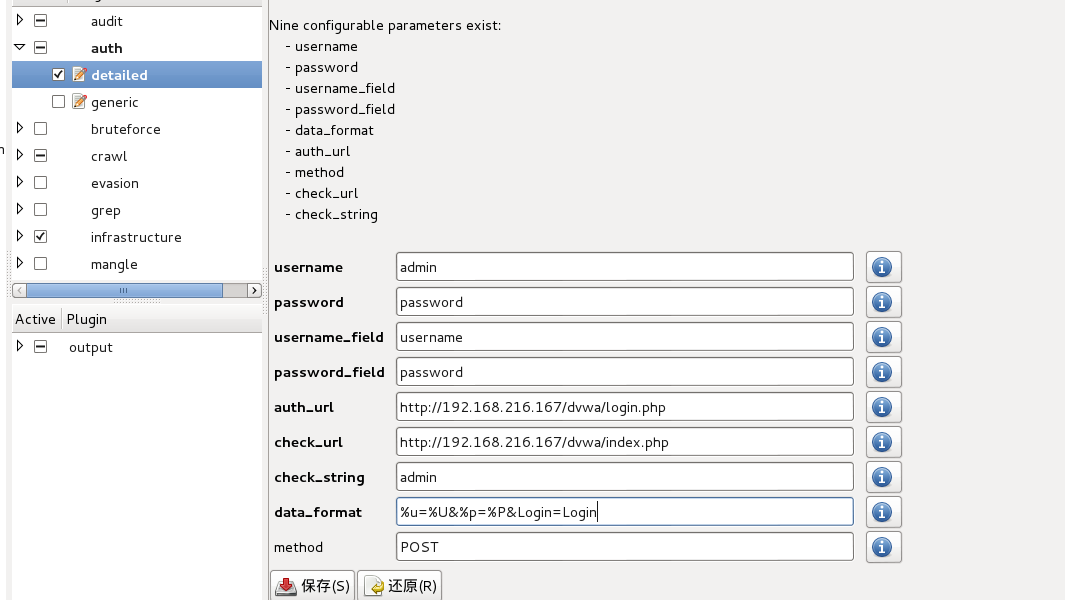 audit
auth
detailed
generic
bruteforce
crawl
evasion
grep
infrastructure
mangle
Active Plugin
output
Nine configurable parameters exist:
- username
- password
- username_field
- password_field
- data_format
- auth_url
- method
- check_url
- check_string
username admin
password password
username_field username
password_field password
auth_url http://192.168.216.167/dvwa/login.php
check_url http://192.168.216.167/dvwa/index.php
check_string admin
data_format %u=%U&%p=%P&Login=Login
method POST
保存(S) 还原(R)